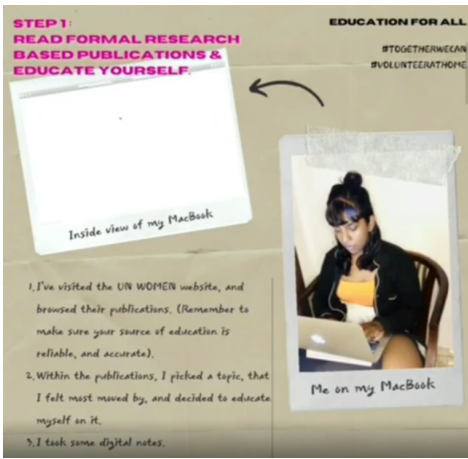 STEP 1:
READ FORMAL RESEARCH
BASED PUBLICATIONS &
EDUCATE YOURSELF.
EDUCATION FOR ALL
#TOGETHERWECAN
#VOLUNTEERATHOME
Inside view of my MacBook
Me on my MacBook
1. I've visited the UN WOMEN website, and
browsed their publications. (Remember to
make sure your source of education is
reliable, and accurate).
2. Within the publications, I picked a topic, that
I felt most moved by, and decided to educate
myself on it.
3. I took some digital notes.